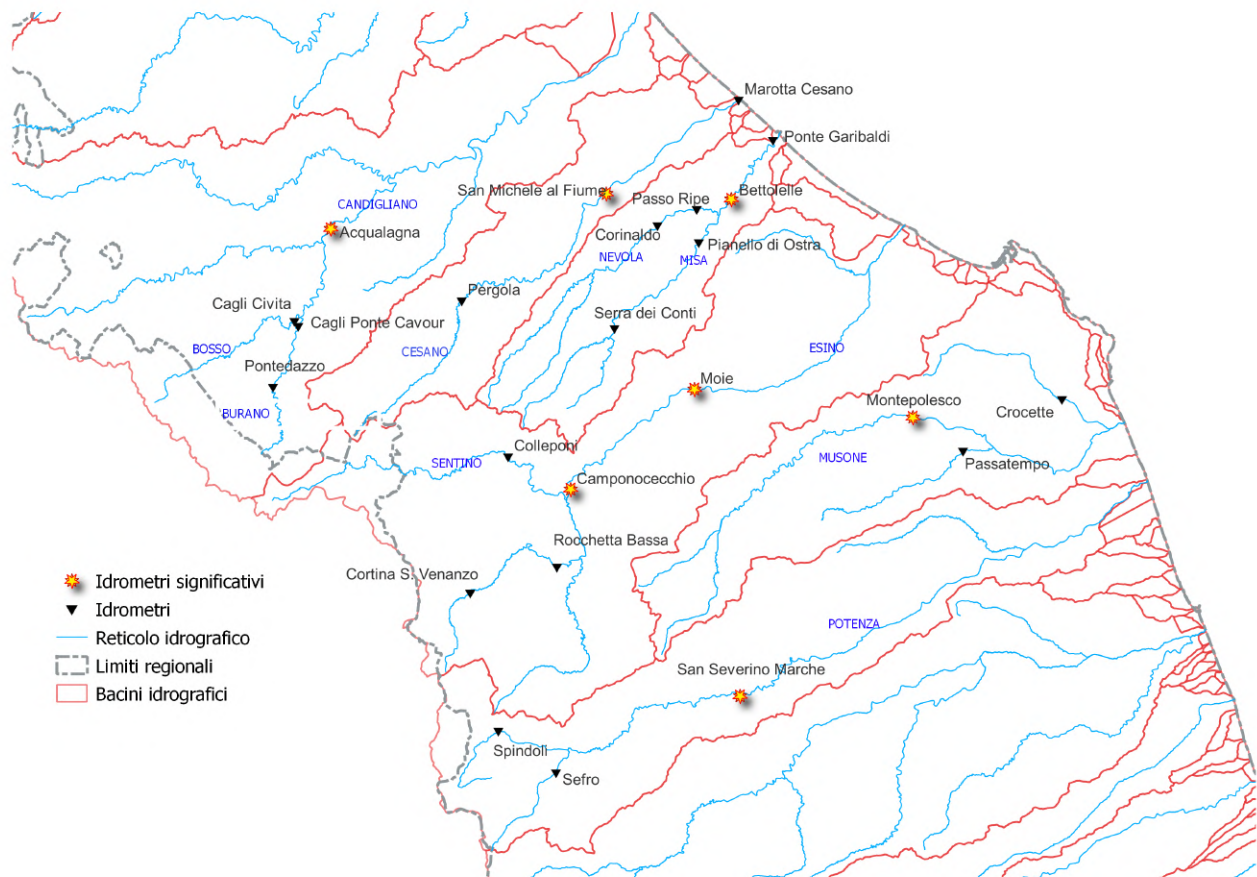 Marotta Cesano
Ponte Garibaldi
San Michele al Fiume
Bettolelle
Passo Ripe
CANDIGLIANO
Acqualagna
Corinaldo
Pianello di Ostra
NEVOLA
MISA
Pergola
Cagli Civita
Serra dei Conti
Cagli Ponte Cavour
BOSSO
CESANO
ESINO
Pontedazzo
Moie
Montepolesco
Crocette
BURANO
Colleponi
SENTINO
MUSONE
Passatempo
Camponocecchio
Rocchetta Bassa
Cortina S. Venanzo
POTENZA
San Severino Marche
Spindoli
Sefro
Idrometri significativi
Idrometri
Reticolo idrografico
Limiti regionali
Bacini idrografici